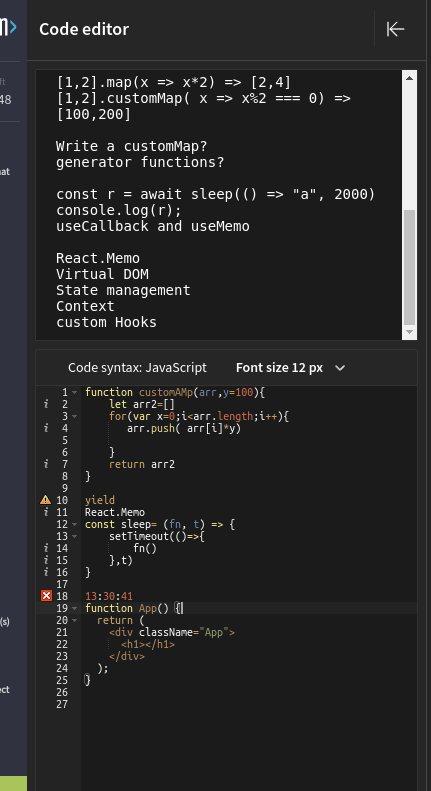 Code editor
ft
48
[1,2].map(x => x*2) => [2,4]
[1,2].customMap( x => x%2 === 0) =>
[100,200]
Write a customMap?
generator functions?
const r = await sleep(() => "a", 2000)
console.log(r);
useCallback and useMemo
React.Memo
Virtual DOM
State management
Context
custom Hooks
Code syntax: JavaScript Font size 12 px
1 function customAMp(arr,y=100){
2 let arr2=[]
3 for(var x=0;i<arr.length;i++){
4 arr.push( arr[i]*y)
5
6 }
7 return arr2
8 }
9
10 yield
11 React.Memo
12 const sleep= (fn, t) => {
13 setTimeout(()=>{
14 fn()
15 },t)
16 }
17
18 13:30:41
19 function App() {
20 return (
21 <div className="App">
22 <h1></h1>
23 </div>
24 );
25 }
26
27
at
(s)
ect